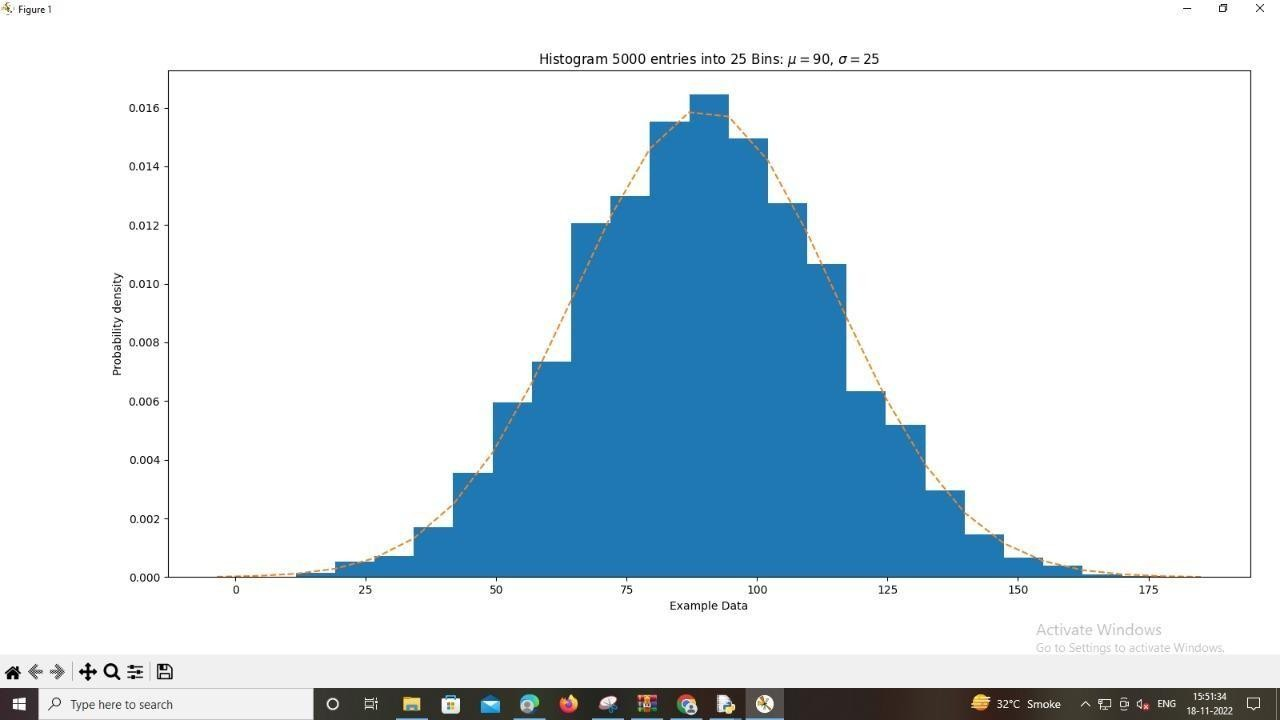 Figure 1
Histogram 5000 entries into 25 Bins: μ = 90, σ = 25
0.016
0.014
0.012
0.010
0.008
0.006
0.004
0.002
0.000
Probability density
0 25 50 75 100 125 150 175
Example Data
Activate Windows
Go to Settings to activate Windows.
Type here to search
32°C Smoke
ENG
15:51:34
18-11-2022